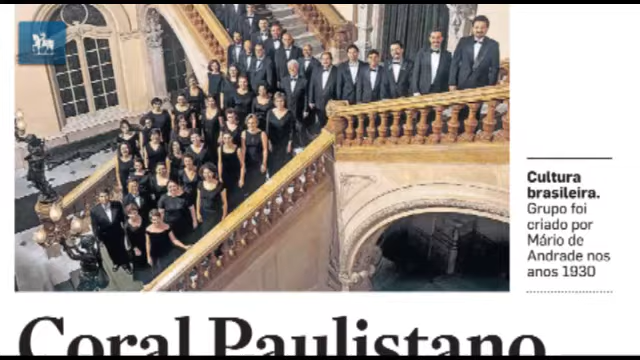 Cultura
brasileira.
Grupo foi
criado por
Mário de
Andrade nos
anos 1930
Coral Paulistano